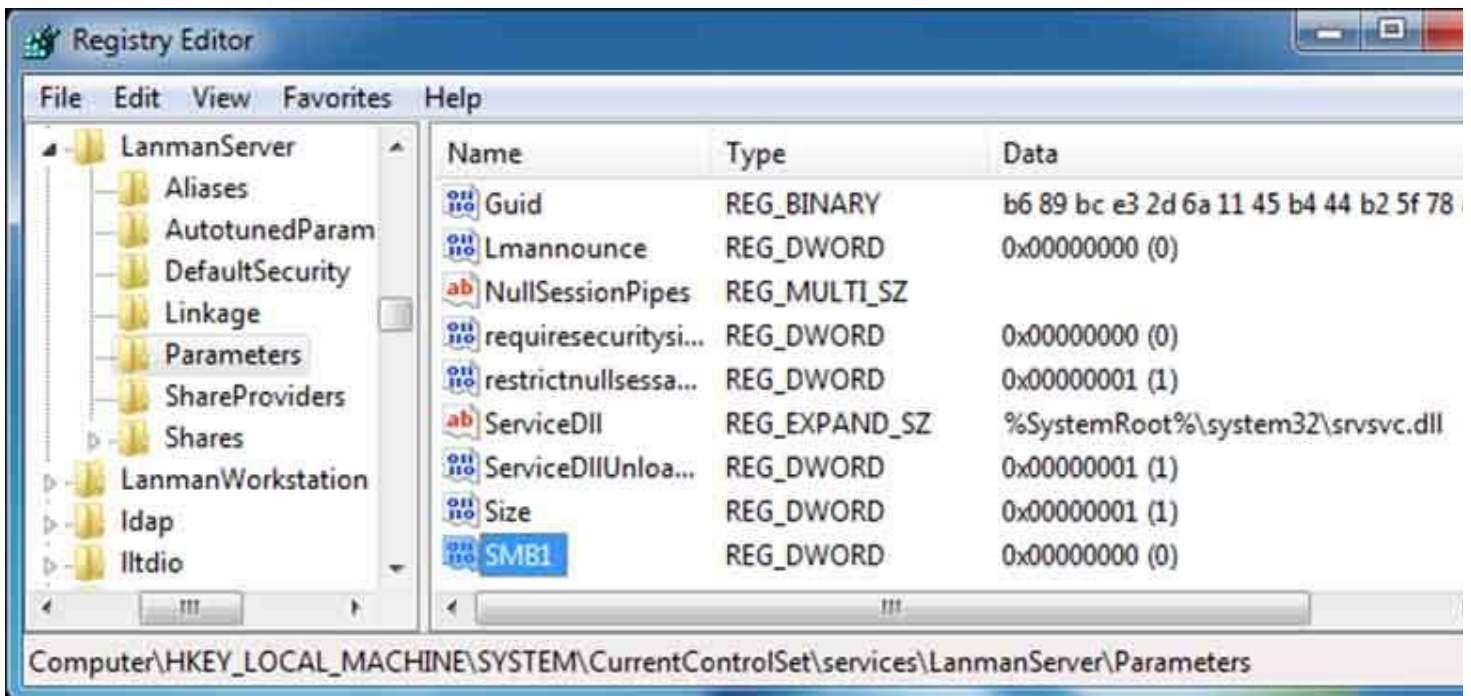 Registry Editor
File Edit View Favorites Help
LanmanServer
Aliases
AutotunedParam
DefaultSecurity
Linkage
Parameters
ShareProviders
Shares
LanmanWorkstation
ldap
lltdio
Name Type Data
Guid REG_BINARY b6 89 bc e3 2d 6a 11 45 b4 44 b2 5f 78
Lmannounce REG_DWORD 0x00000000 (0)
NullSessionPipes REG_MULTI_SZ
requiresecuritysi... REG_DWORD 0x00000000 (0)
restrictnullsessa... REG_DWORD 0x00000001 (1)
ServiceDll REG_EXPAND_SZ %SystemRoot%\system32\srvsvc.dll
ServiceDllUnloa... REG_DWORD 0x00000001 (1)
Size REG_DWORD 0x00000001 (1)
SMB1 REG_DWORD 0x00000000 (0)
Computer\HKEY_LOCAL_MACHINE\SYSTEM\CurrentControlSet\services\LanmanServer\Parameters